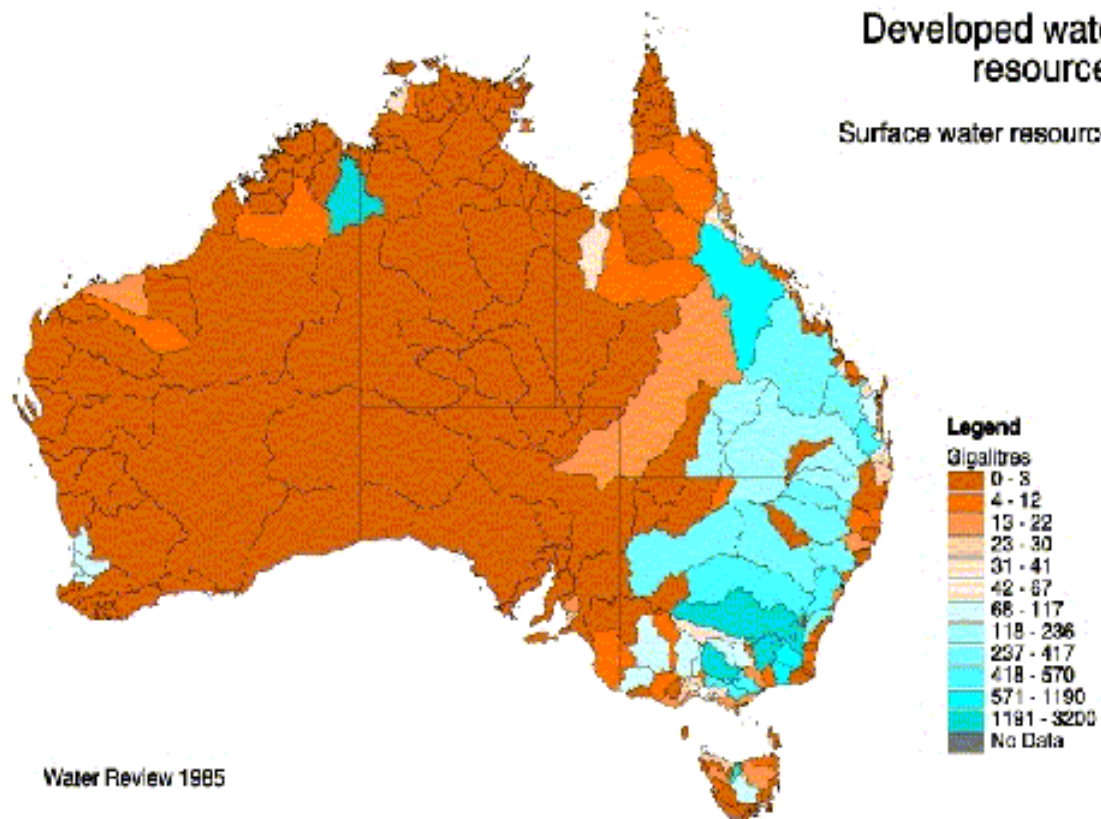 Developed wate
resource
Surface water resource
Legend
Gigalitres
0 - 3
4 - 12
13 - 22
23 - 30
31 - 41
42 - 67
68 - 117
118 - 236
237 - 417
418 - 570
571 - 1190
1191 - 3200
No Data
Water Review 1985